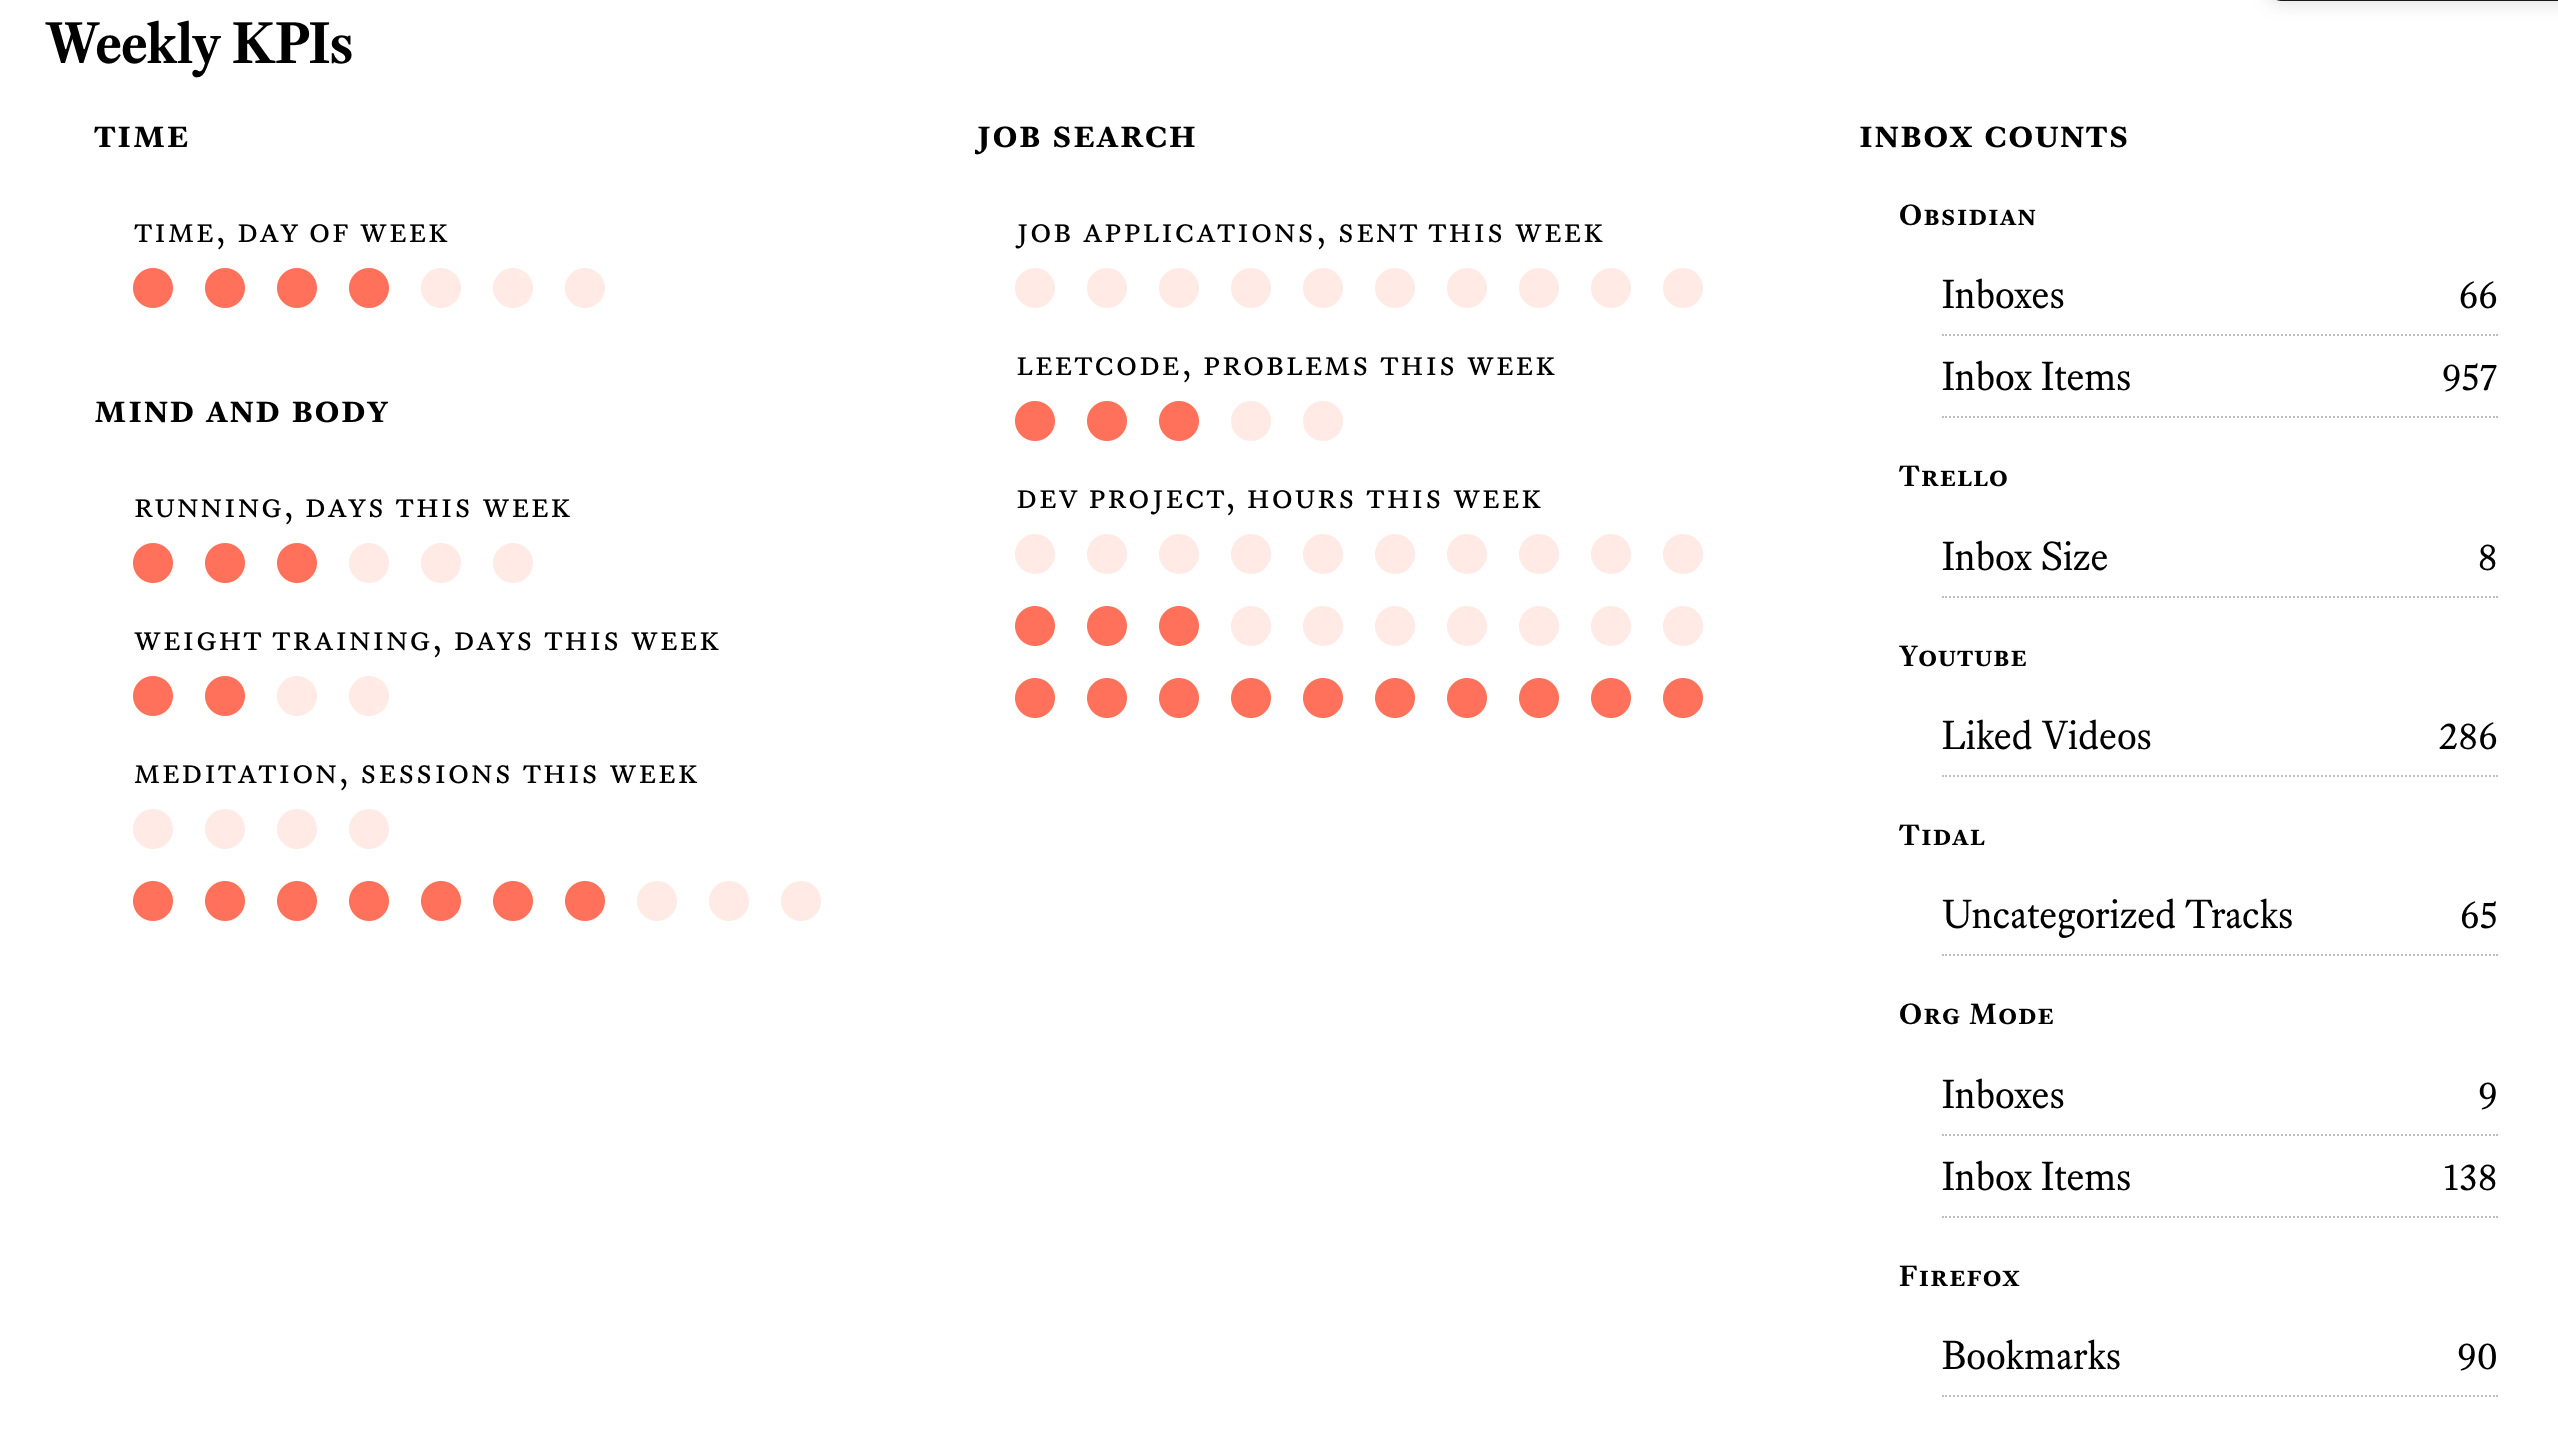 Weekly KPIs
TIME
TIME, DAY OF WEEK
MIND AND BODY
RUNNING, DAYS THIS WEEK
WEIGHT TRAINING, DAYS THIS WEEK
MEDITATION, SESSIONS THIS WEEK
JOB SEARCH
JOB APPLICATIONS, SENT THIS WEEK
LEETCODE, PROBLEMS THIS WEEK
DEV PROJECT, HOURS THIS WEEK
INBOX COUNTS
Obsidian
Inboxes 66
Inbox Items 957
Trello
Inbox Size 8
Youtube
Liked Videos 286
Tidal
Uncategorized Tracks 65
Org Mode
Inboxes 9
Inbox Items 138
Firefox
Bookmarks 90